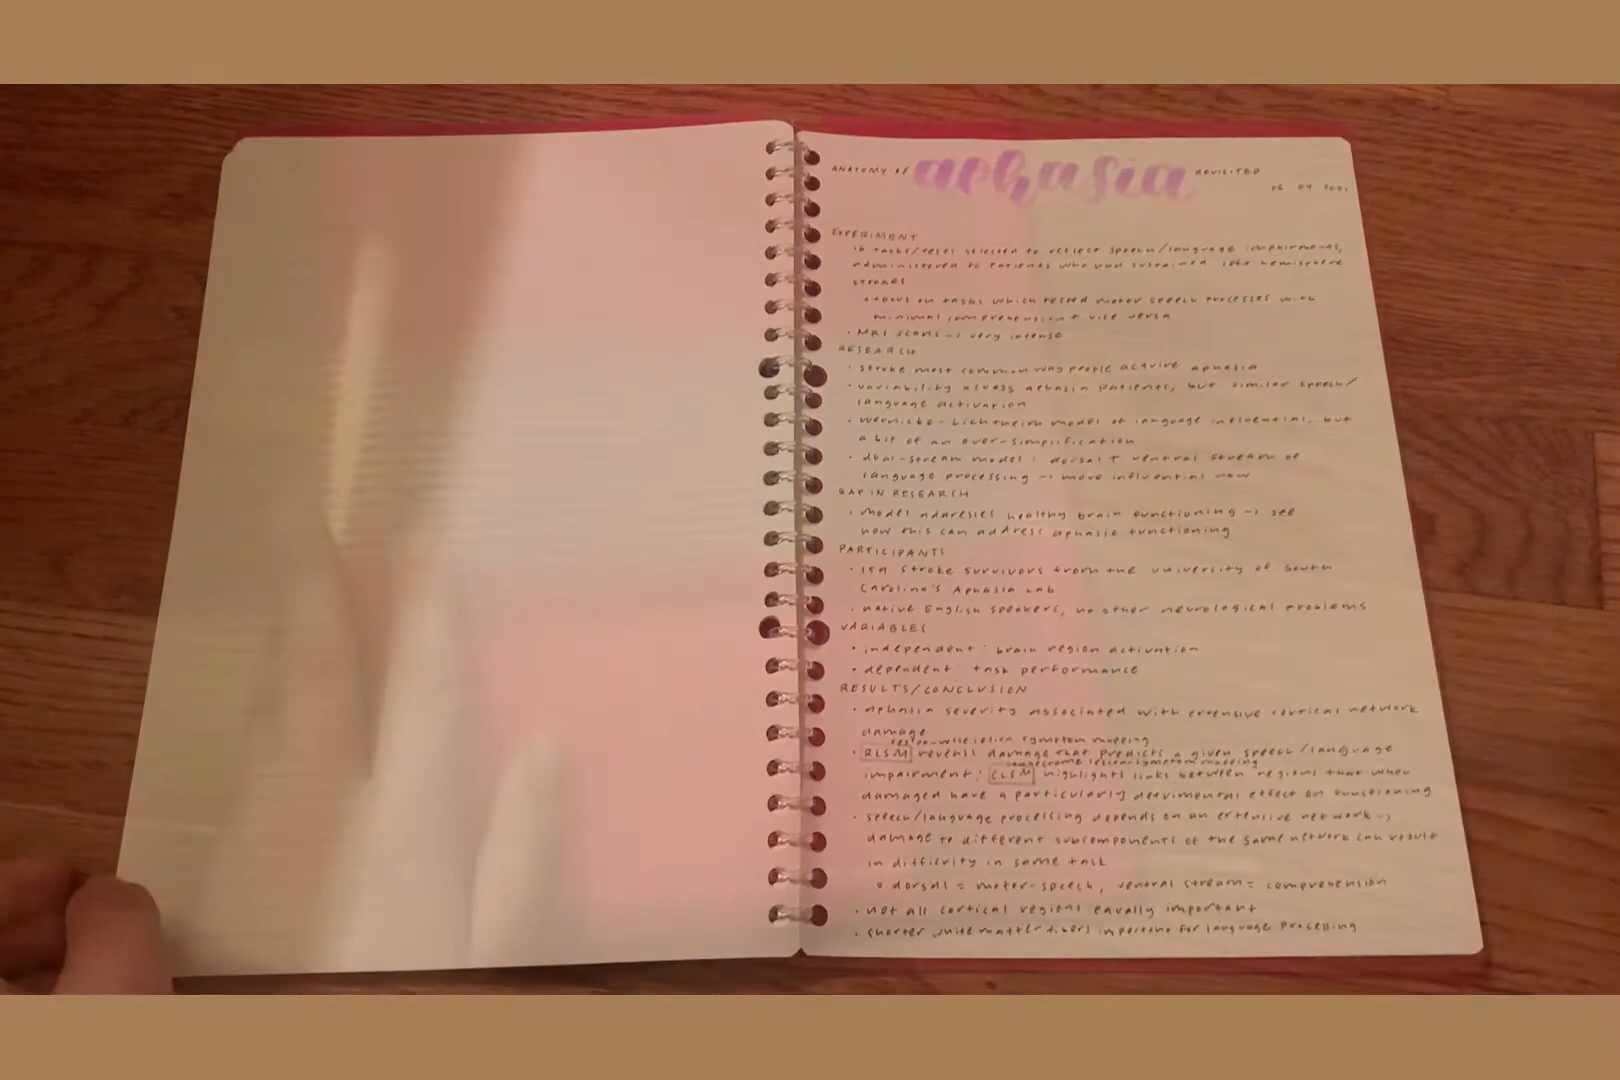 ANATOMY of aphasia REVISITED
06 04
EXPERIMENT
16 tasks/tests selected to reflect speech/language impairments,
administered to patients who had sustained left hemisphere
strokes
focus on tasks which tested motor speech processes with
minimal comprehension + vice versa
• MRI scans → very intense
RESEARCH
• stroke most common way people acquire aphasia
• variability across aphasia patients, but similar speech/
language activation
• Wernicke-Lichtheim model of language influential, but
a bit of an over-simplification
• dual-stream model: dorsal + ventral stream of
language processing → more influential now
GAP IN RESEARCH
• model addresses healthy brain functioning → see
how this can address aphasic functioning
PARTICIPANTS
• 159 stroke survivors from the University of South
Carolina's Aphasia Lab
• native English speakers, no other neurological problems
VARIABLES
• independent: brain region activation
• dependent: task performance
RESULTS/CONCLUSION
• aphasia severity associated with extensive cortical network
damage
region-wise lesion symptom mapping
• RLSM reveals damage that predicts a given speech/language
connectome lesion-symptom mapping
impairment; CLSM highlights links between regions that when
damaged have a particularly detrimental effect on functioning
• speech/language processing depends on an extensive network →
damage to different subcomponents of the same network can result
in difficulty in same task
o dorsal = motor-speech, ventral stream = comprehension
• not all cortical regions equally important
• shorter white matter fibers important for language processing